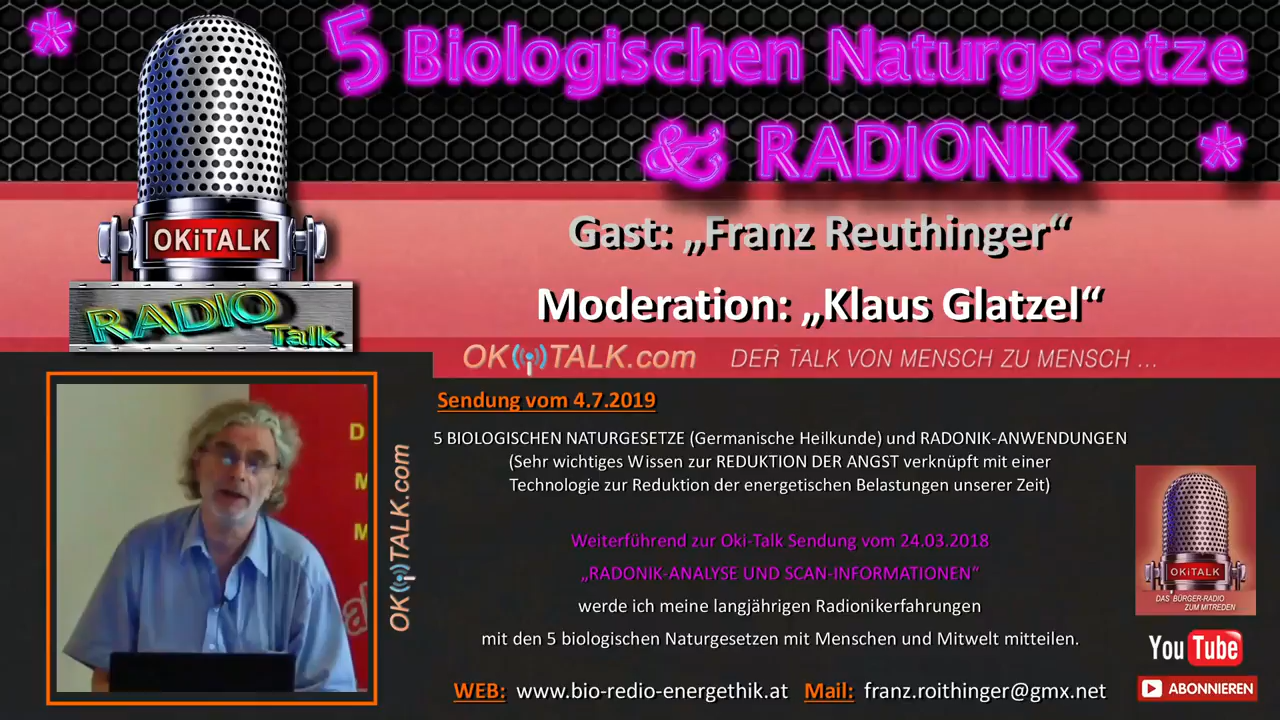 * 5 Biologischen Naturgesetze
& RADIONIK *
OKiTALK
RADIO
Talk
Gast: „Franz Reuthinger“
Moderation: „Klaus Glatzel“
OKiTALK.com DER TALK VON MENSCH ZU MENSCH ...
Sendung vom 4.7.2019
5 BIOLOGISCHEN NATURGESETZE (Germanische Heilkunde) und RADONIK-ANWENDUNGEN
(Sehr wichtiges Wissen zur REDUKTION DER ANGST verknüpft mit einer
Technologie zur Reduktion der energetischen Belastungen unserer Zeit)
Weiterführend zur Oki-Talk Sendung vom 24.03.2018
„RADONIK-ANALYSE UND SCAN-INFORMATIONEN“
werde ich meine langjährigen Radionikerfahrungen
mit den 5 biologischen Naturgesetzen mit Menschen und Mitwelt mitteilen.
WEB: www.bio-redio-energethik.at Mail: franz.roithinger@gmx.net
D
M
M
OKiTALK.com
OKiTALK
DAS BÜRGER-RADIO
ZUM MITREDEN
YouTube
ABONNIEREN